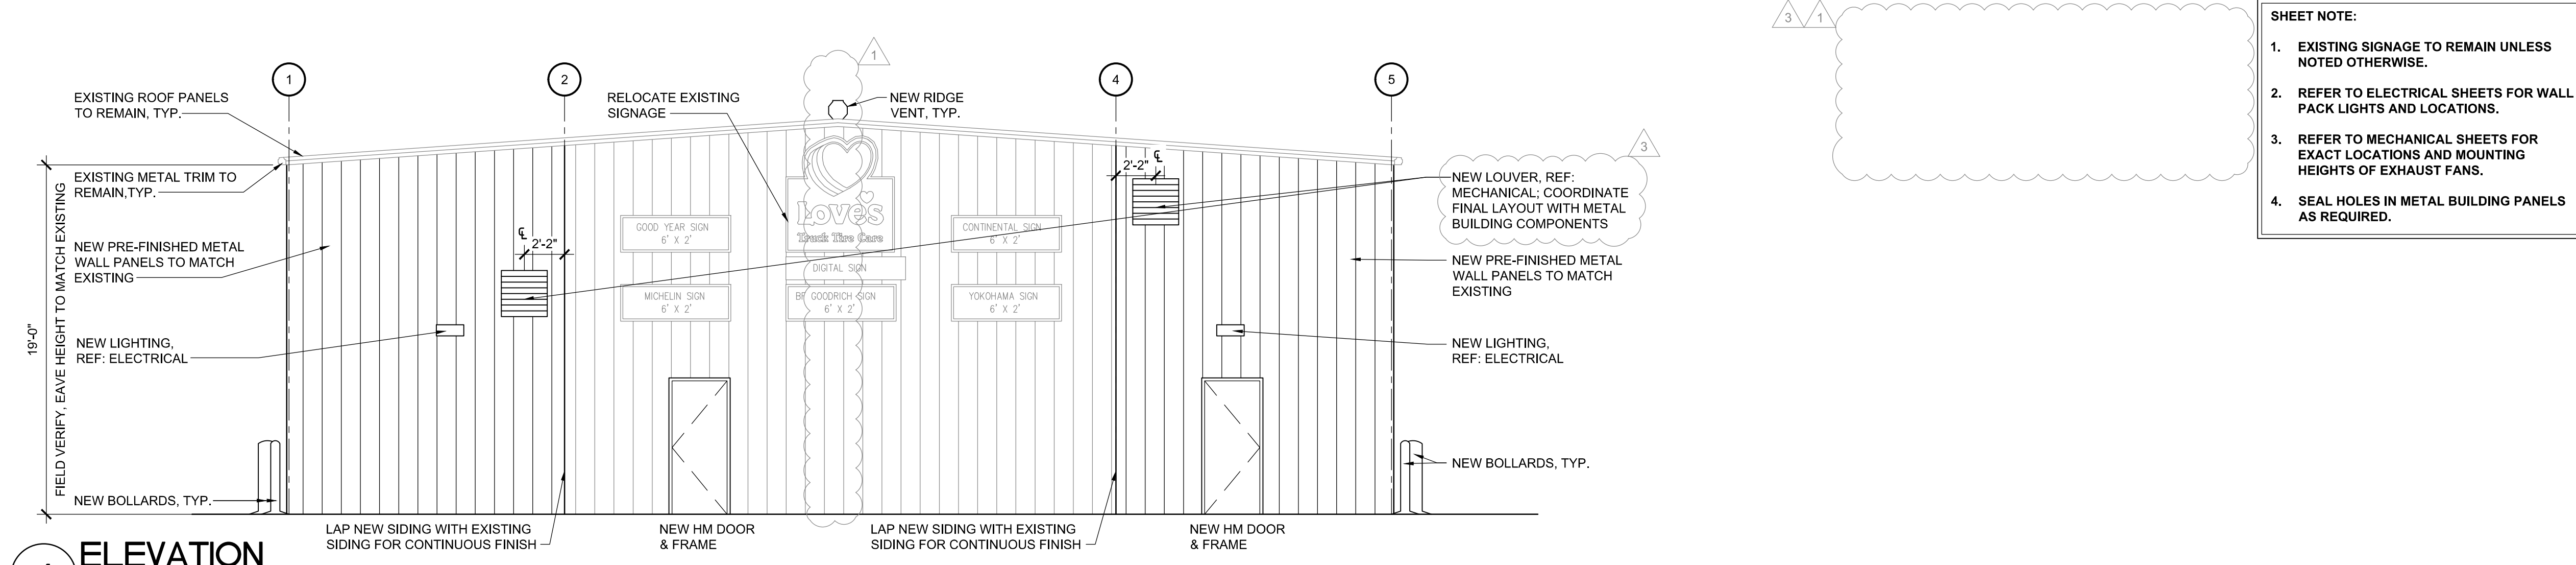 1
2
4
5
1
3
3
1
EXISTING ROOF PANELS
TO REMAIN, TYP.
EXISTING METAL TRIM TO
REMAIN,TYP.
NEW PRE-FINISHED METAL
WALL PANELS TO MATCH
EXISTING
NEW LIGHTING,
REF: ELECTRICAL
NEW BOLLARDS, TYP.
19'-0"
FIELD VERIFY, EAVE HEIGHT TO MATCH EXISTING
RELOCATE EXISTING
SIGNAGE
NEW RIDGE
VENT, TYP.
℄
2'-2"
GOOD YEAR SIGN
6' X 2'
MICHELIN SIGN
6' X 2'
Love's
Truck Tire Care
DIGITAL SIGN
BF GOODRICH SIGN
6' X 2'
CONTINENTAL SIGN
6' X 2'
YOKOHAMA SIGN
6' X 2'
℄
2'-2"
NEW LOUVER, REF:
MECHANICAL; COORDINATE
FINAL LAYOUT WITH METAL
BUILDING COMPONENTS
NEW PRE-FINISHED METAL
WALL PANELS TO MATCH
EXISTING
NEW LIGHTING,
REF: ELECTRICAL
NEW BOLLARDS, TYP.
LAP NEW SIDING WITH EXISTING
SIDING FOR CONTINUOUS FINISH
NEW HM DOOR
& FRAME
LAP NEW SIDING WITH EXISTING
SIDING FOR CONTINUOUS FINISH
NEW HM DOOR
& FRAME
ELEVATION
SHEET NOTE:
1. EXISTING SIGNAGE TO REMAIN UNLESS
NOTED OTHERWISE.
2. REFER TO ELECTRICAL SHEETS FOR WALL
PACK LIGHTS AND LOCATIONS.
3. REFER TO MECHANICAL SHEETS FOR
EXACT LOCATIONS AND MOUNTING
HEIGHTS OF EXHAUST FANS.
4. SEAL HOLES IN METAL BUILDING PANELS
AS REQUIRED.